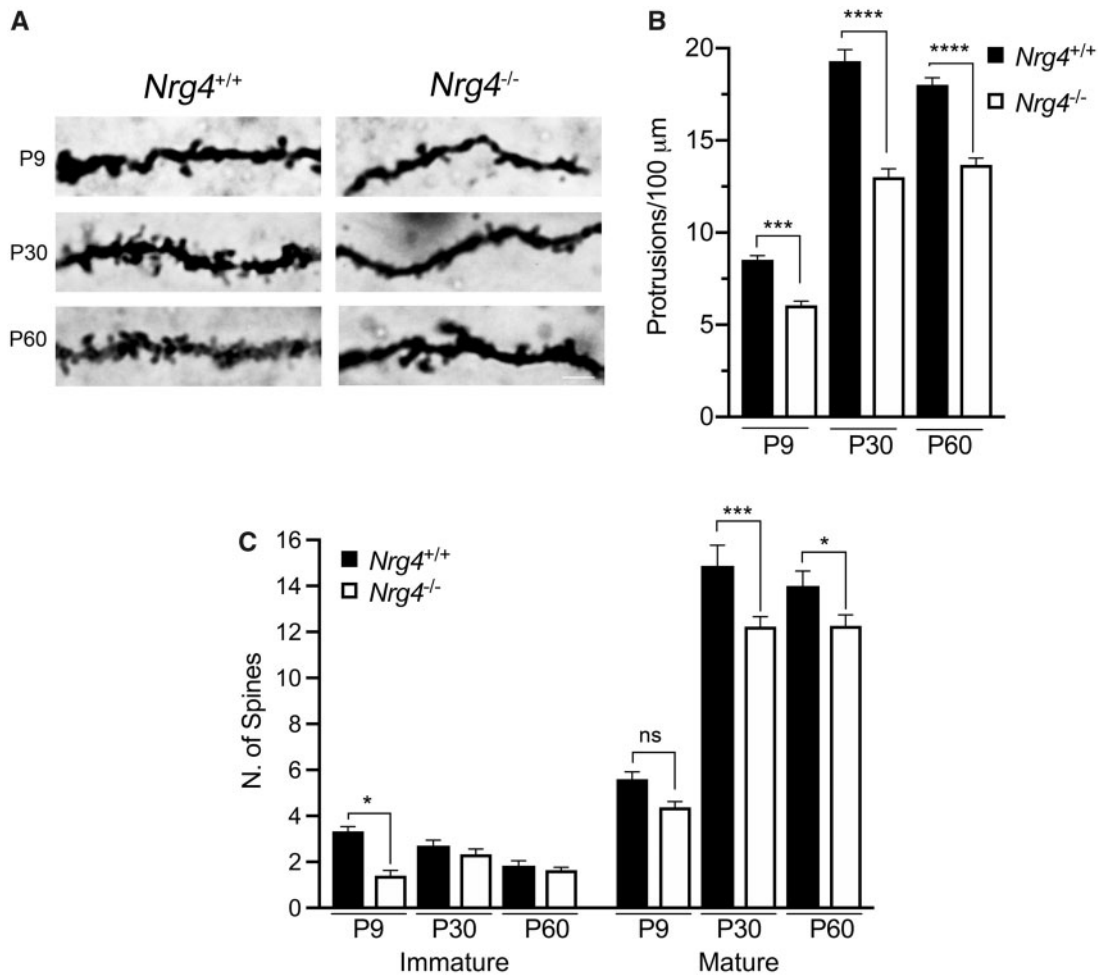 A
Nrg4+/+
Nrg4-/-
P9
P30
P60
B
****
****
***
Nrg4+/+
Nrg4-/-
20
15
10
5
0
Protrusions/100 μm
P9
P30
P60
C
Nrg4+/+
Nrg4-/-
16
14
12
10
8
6
4
2
0
N. of Spines
*
ns
***
*
P9
P30
P60
P9
P30
P60
Immature
Mature